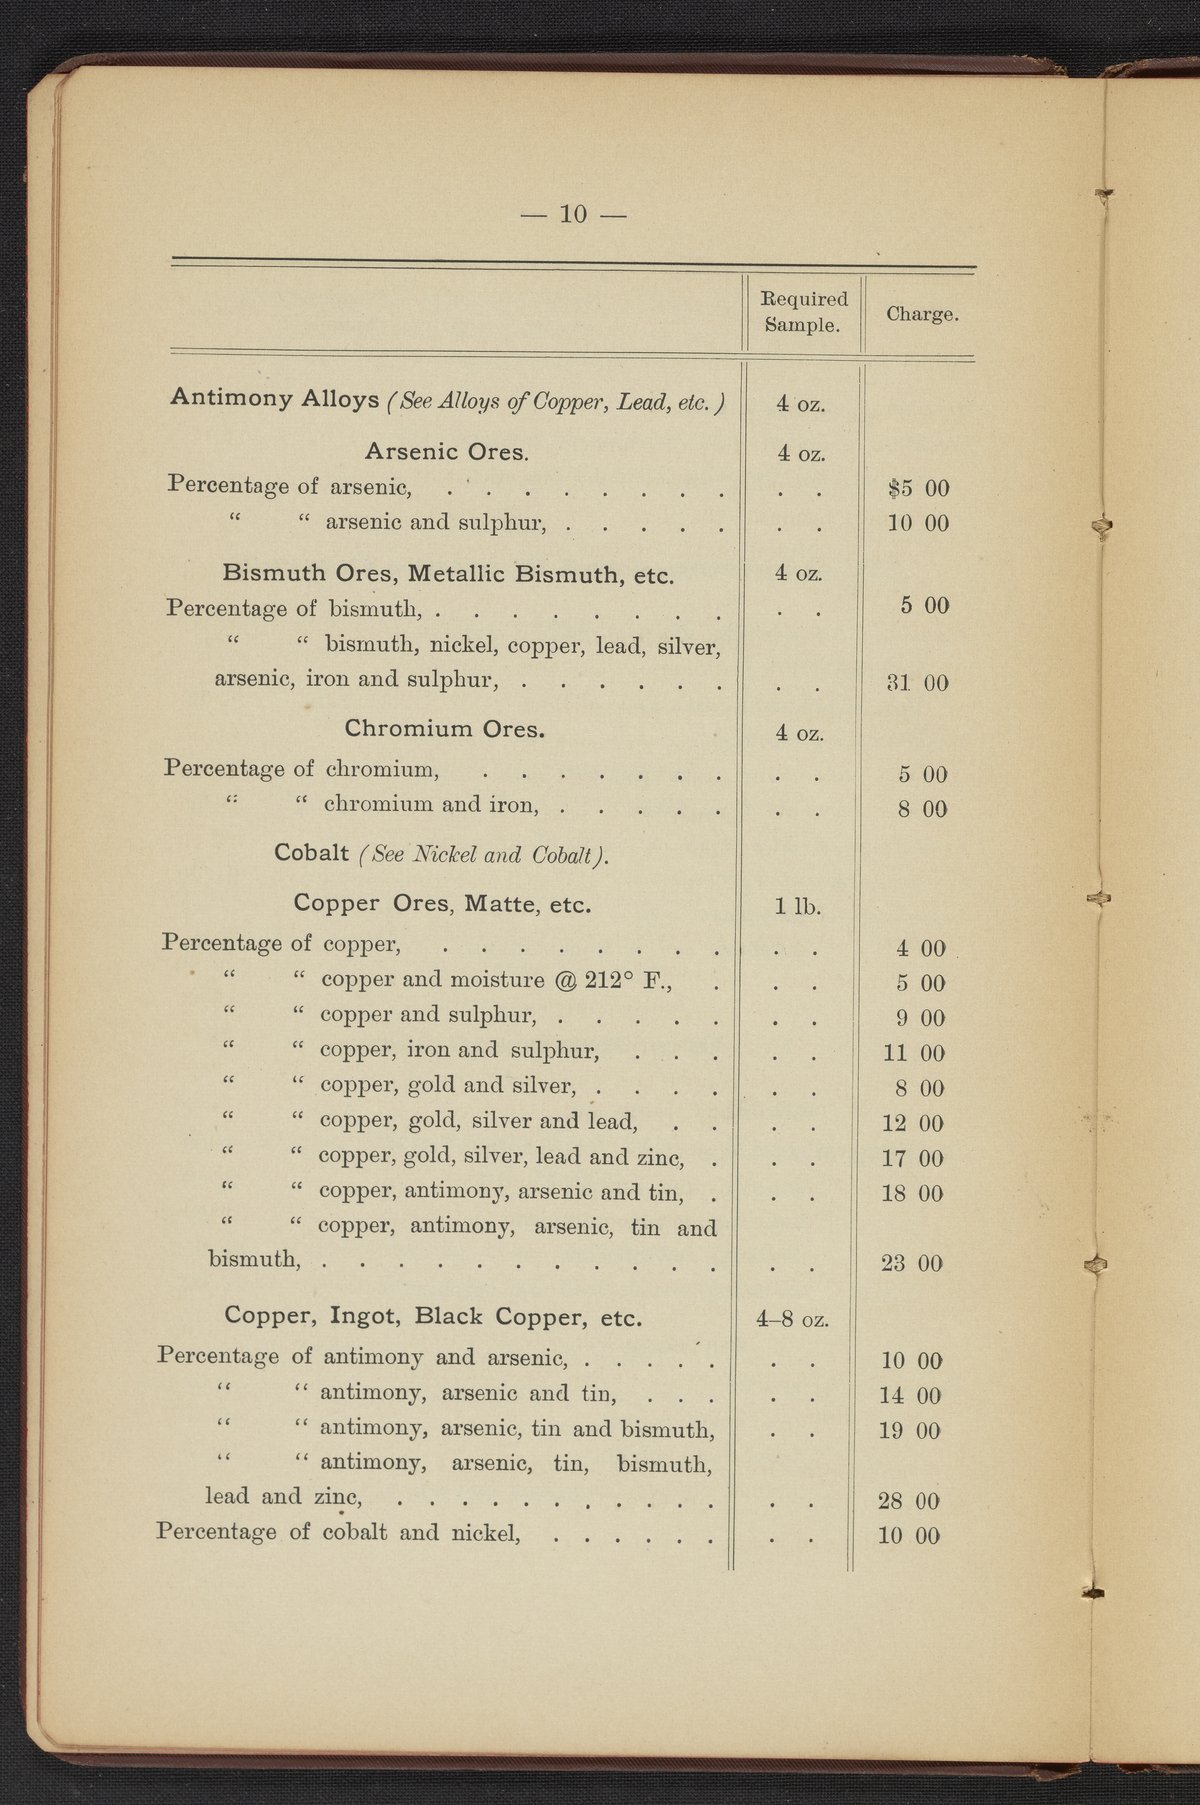 — 10 —
Required Sample. Charge.
Antimony Alloys (See Alloys of Copper, Lead, etc.) 4 oz.
Arsenic Ores. 4 oz.
Percentage of arsenic, . . . . . . . . . . $5 00
“ “ arsenic and sulphur, . . . . . . . 10 00
Bismuth Ores, Metallic Bismuth, etc. 4 oz.
Percentage of bismuth, . . . . . . . . . . 5 00
“ “ bismuth, nickel, copper, lead, silver,
arsenic, iron and sulphur, . . . . . . . . 31 00
Chromium Ores. 4 oz.
Percentage of chromium, . . . . . . . . . 5 00
“ “ chromium and iron, . . . . . . . 8 00
Cobalt (See Nickel and Cobalt).
Copper Ores, Matte, etc. 1 lb.
Percentage of copper, . . . . . . . . . . 4 00
“ “ copper and moisture @ 212° F., . . . 5 00
“ “ copper and sulphur, . . . . . . . 9 00
“ “ copper, iron and sulphur, . . . . . 11 00
“ “ copper, gold and silver, . . . . . . 8 00
“ “ copper, gold, silver and lead, . . . . 12 00
“ “ copper, gold, silver, lead and zinc, . . . 17 00
“ “ copper, antimony, arsenic and tin, . . . 18 00
“ “ copper, antimony, arsenic, tin and
bismuth, . . . . . . . . . . . . . 23 00
Copper, Ingot, Black Copper, etc. 4–8 oz.
Percentage of antimony and arsenic, . . . . . . 10 00
“ “ antimony, arsenic and tin, . . . . . 14 00
“ “ antimony, arsenic, tin and bismuth, . . 19 00
“ “ antimony, arsenic, tin, bismuth,
lead and zinc, . . . . . . . . . . . . . 28 00
Percentage of cobalt and nickel, . . . . . . . . 10 00